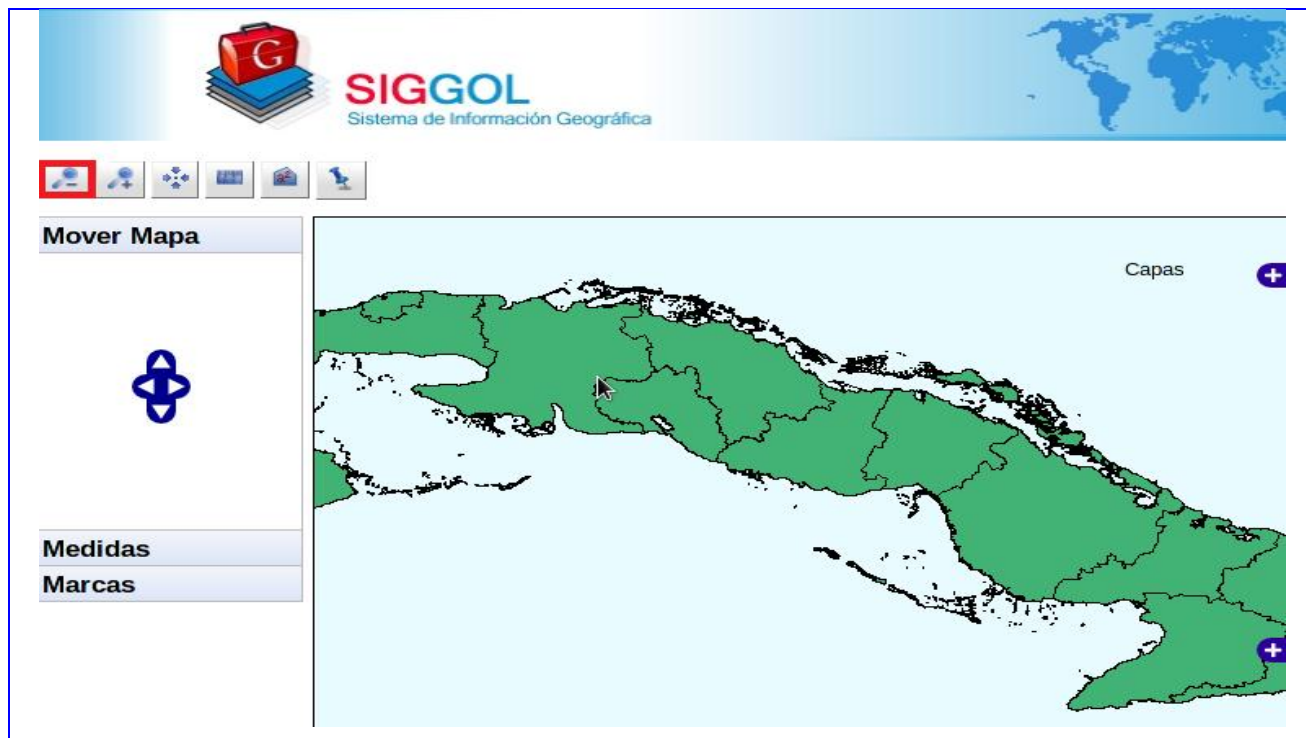 G
SIGGOL
Sistema de Información Geográfica
Mover Mapa
Capas
Medidas
Marcas